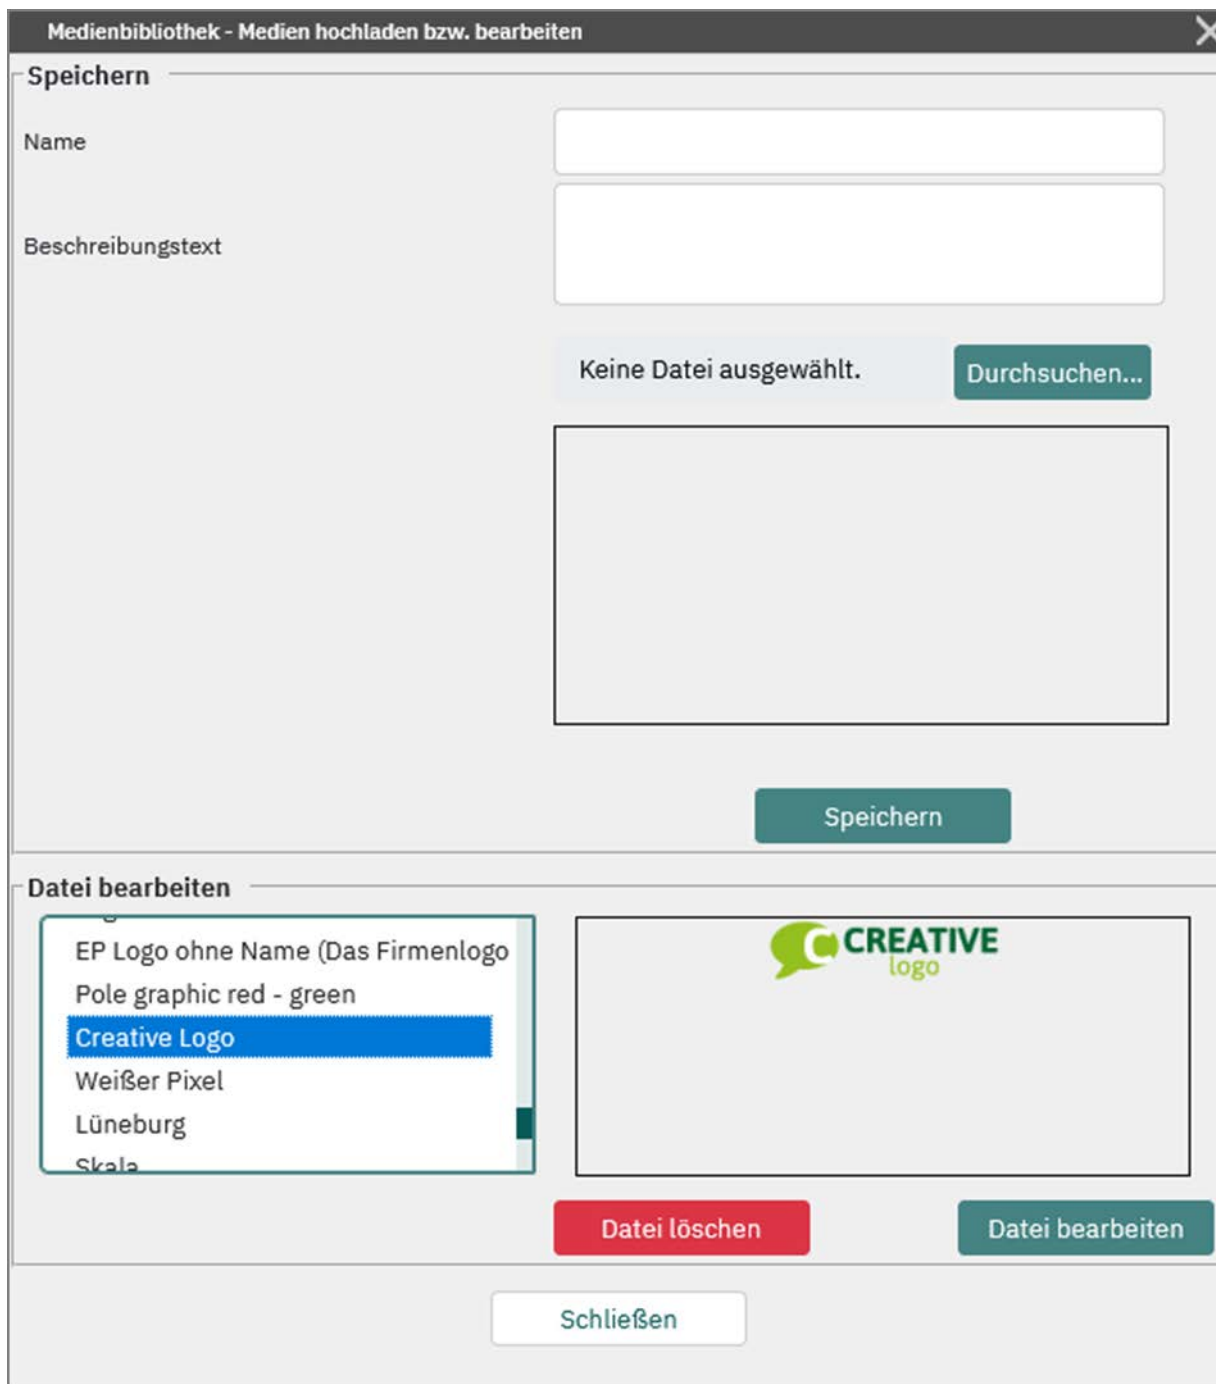 Medienbibliothek - Medien hochladen bzw. bearbeiten
Speichern
Name
Beschreibungstext
Keine Datei ausgewählt.
Durchsuchen...
Speichern
Datei bearbeiten
EP Logo ohne Name (Das Firmenlogo
Pole graphic red - green
Creative Logo
Weißer Pixel
Lüneburg
Skala
C CREATIVE
logo
Datei löschen
Datei bearbeiten
Schließen